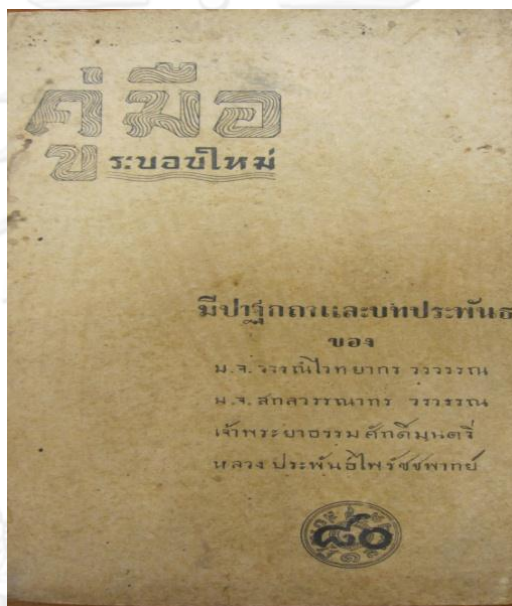 คู่มือ
ระบอบใหม่
มีปาฐกถาและบทประพันธ
ของ
ม.จ. วรรณไวทยากร วรวรรณ
ม.จ. สกลวรรณากร วรวรรณ
เจ้าพระยาธรรมศักดิ์มนตรี
หลวง ประพันธ์ไพรัชชพากย์
๘๐